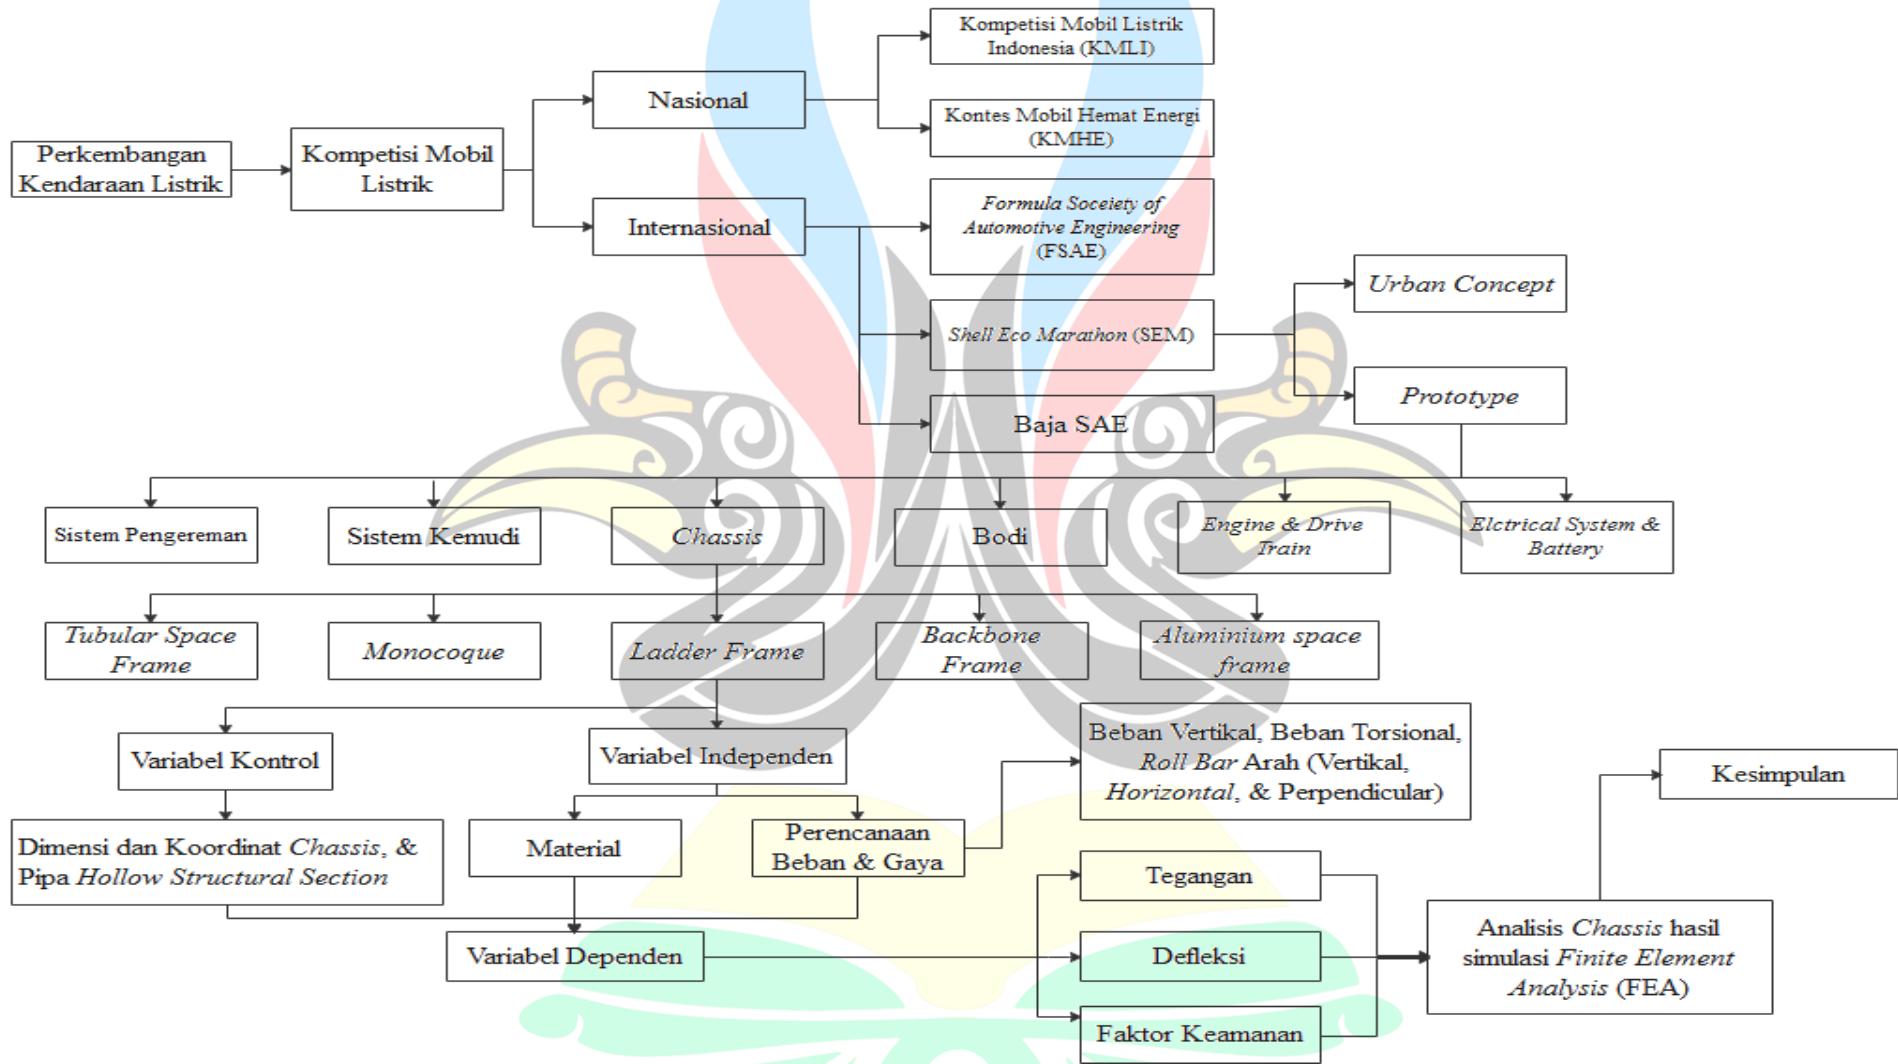 Kompetisi Mobil Listrik
Indonesia (KMLI)
Nasional
Kontes Mobil Hemat Energi
(KMHE)
Perkembangan
Kendaraan Listrik
Kompetisi Mobil
Listrik
Internasional
Formula Soceiety of
Automotive Engineering
(FSAE)
Urban Concept
Shell Eco Marathon (SEM)
Prototype
Baja SAE
Sistem Pengereman
Sistem Kemudi
Chassis
Bodi
Engine & Drive
Train
Elctrical System &
Battery
Tubular Space
Frame
Monocoque
Ladder Frame
Backbone
Frame
Aluminium space
frame
Variabel Kontrol
Variabel Independen
Beban Vertikal, Beban Torsional,
Roll Bar Arah (Vertikal,
Horizontal, & Perpendicular)
Kesimpulan
Dimensi dan Koordinat Chassis, &
Pipa Hollow Structural Section
Material
Perencanaan
Beban & Gaya
Tegangan
Variabel Dependen
Defleksi
Analisis Chassis hasil
simulasi Finite Element
Analysis (FEA)
Faktor Keamanan